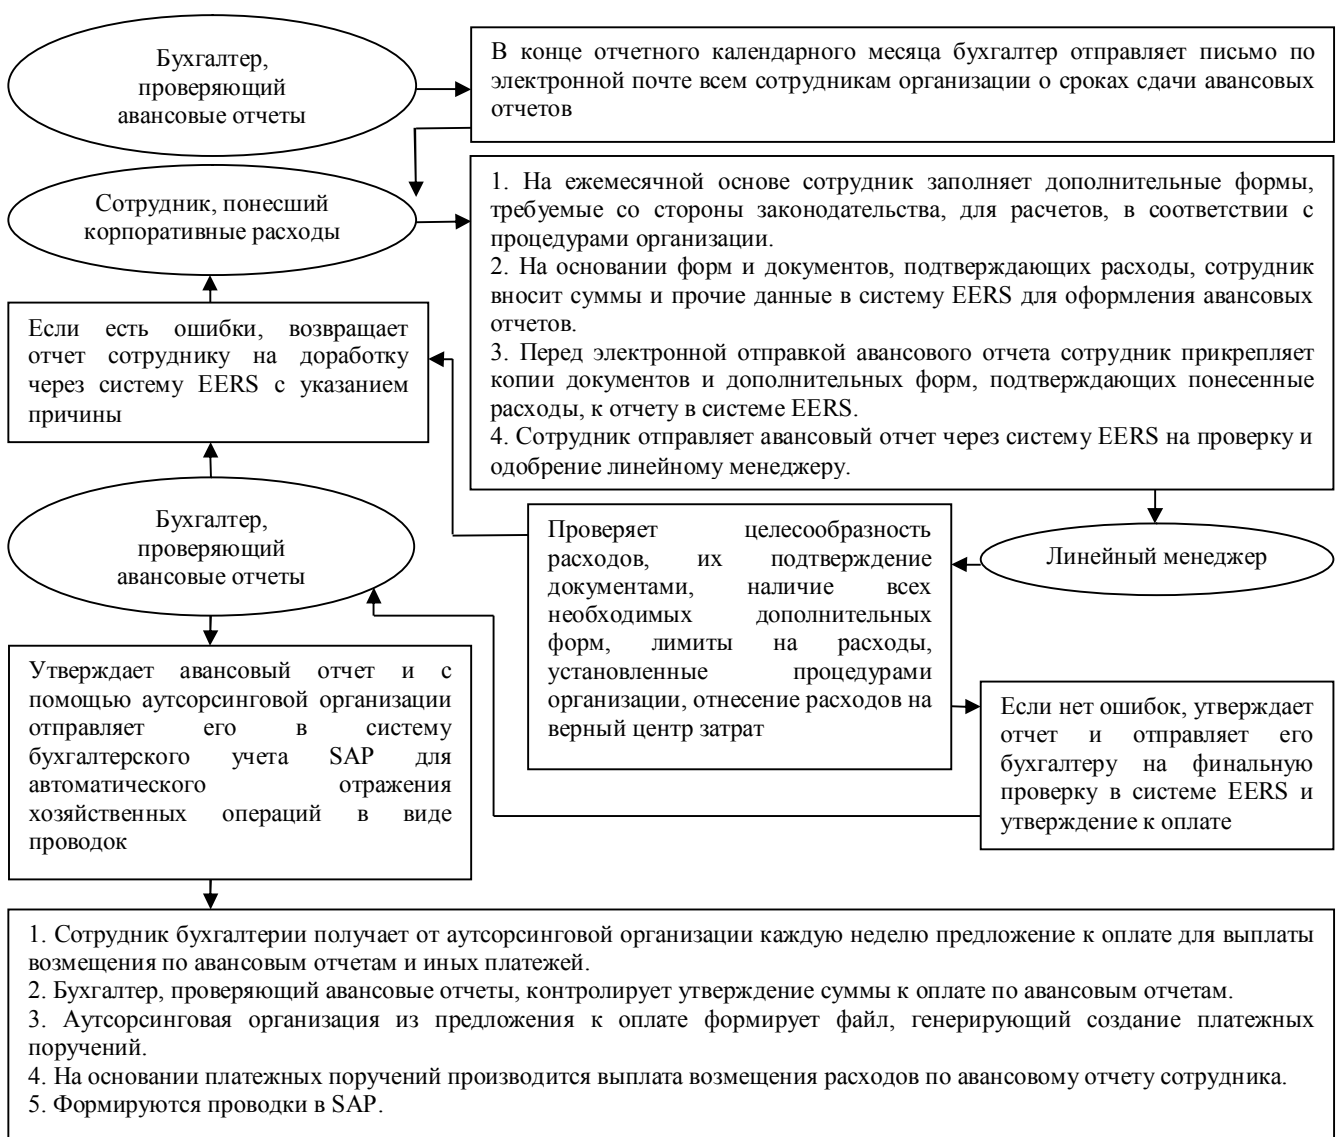 Бухгалтер,
проверяющий
авансовые отчеты
В конце отчетного календарного месяца бухгалтер отправляет письмо по
электронной почте всем сотрудникам организации о сроках сдачи авансовых
отчетов
Сотрудник, понесший
корпоративные расходы
1. На ежемесячной основе сотрудник заполняет дополнительные формы,
требуемые со стороны законодательства, для расчетов, в соответствии с
процедурами организации.
2. На основании форм и документов, подтверждающих расходы, сотрудник
вносит суммы и прочие данные в систему EERS для оформления авансовых
отчетов.
3. Перед электронной отправкой авансового отчета сотрудник прикрепляет
копии документов и дополнительных форм, подтверждающих понесенные
расходы, к отчету в системе EERS.
4. Сотрудник отправляет авансовый отчет через систему EERS на проверку и
одобрение линейному менеджеру.
Если есть ошибки, возвращает
отчет сотруднику на доработку
через систему EERS с указанием
причины
Бухгалтер,
проверяющий
авансовые отчеты
Проверяет целесообразность
расходов, их подтверждение
документами, наличие всех
необходимых дополнительных
форм, лимиты на расходы,
установленные процедурами
организации, отнесение расходов на
верный центр затрат
Линейный менеджер
Утверждает авансовый отчет и с
помощью аутсорсинговой организации
отправляет его в систему
бухгалтерского учета SAP для
автоматического отражения
хозяйственных операций в виде
проводок
Если нет ошибок, утверждает
отчет и отправляет его
бухгалтеру на финальную
проверку в системе EERS и
утверждение к оплате
1. Сотрудник бухгалтерии получает от аутсорсинговой организации каждую неделю предложение к оплате для выплаты
возмещения по авансовым отчетам и иных платежей.
2. Бухгалтер, проверяющий авансовые отчеты, контролирует утверждение суммы к оплате по авансовым отчетам.
3. Аутсорсинговая организация из предложения к оплате формирует файл, генерирующий создание платежных
поручений.
4. На основании платежных поручений производится выплата возмещения расходов по авансовому отчету сотрудника.
5. Формируются проводки в SAP.